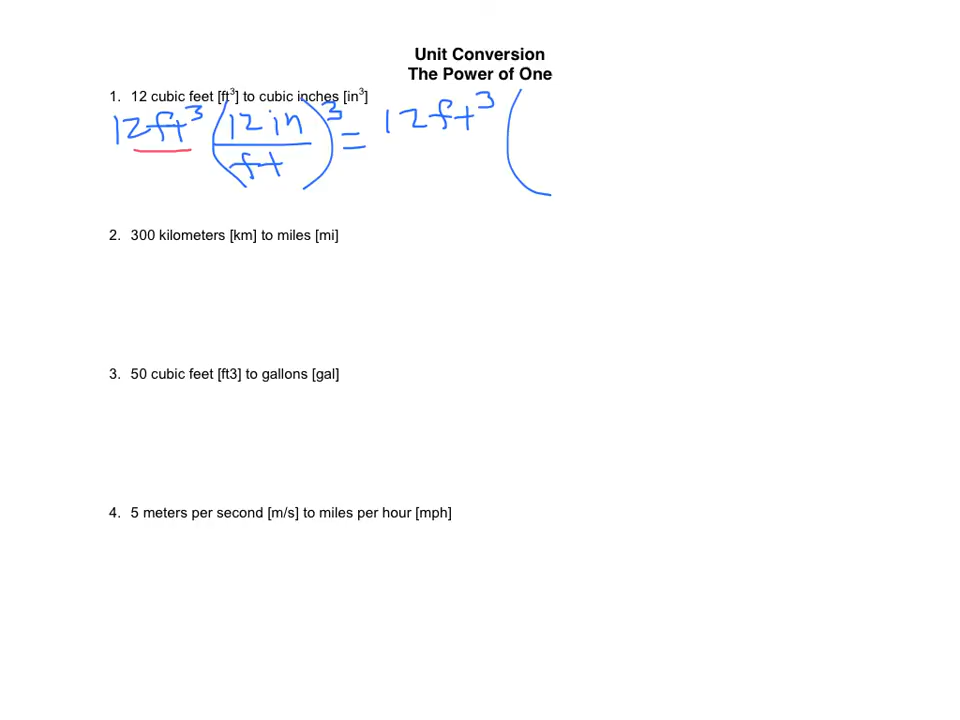 Unit Conversion
The Power of One
1. 12 cubic feet [ft³] to cubic inches [in³]
12ft³ (12in/ft)³ = 12ft³ (
2. 300 kilometers [km] to miles [mi]
3. 50 cubic feet [ft3] to gallons [gal]
4. 5 meters per second [m/s] to miles per hour [mph]